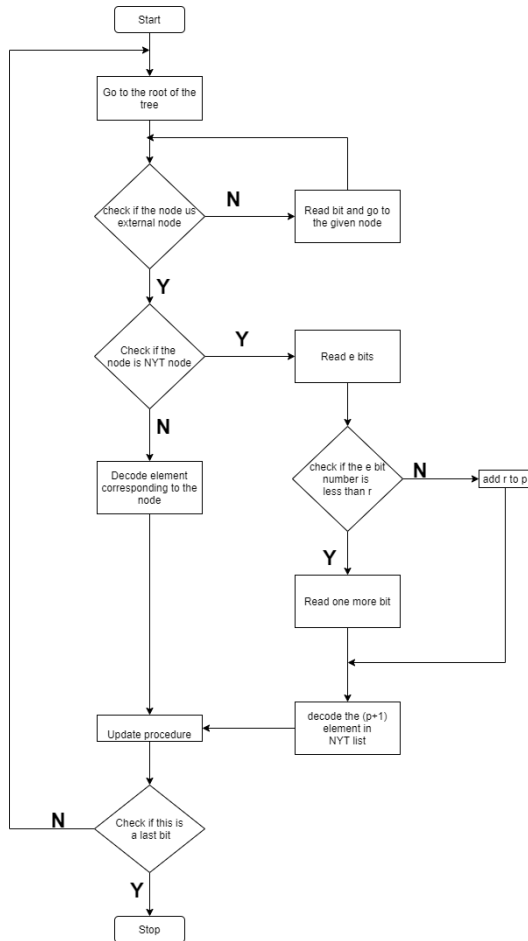 Start
Go to the root of the
tree
check if the node us
external node
N
Read bit and go to
the given node
Y
Check if the
node is NYT node
Y
Read e bits
N
check if the e bit
number is
less than r
N
add r to p
Decode element
corresponding to the
node
Y
Read one more bit
decode the (p+1)
element in
NYT list
Update procedure
Check if this is
a last bit
N
Y
Stop